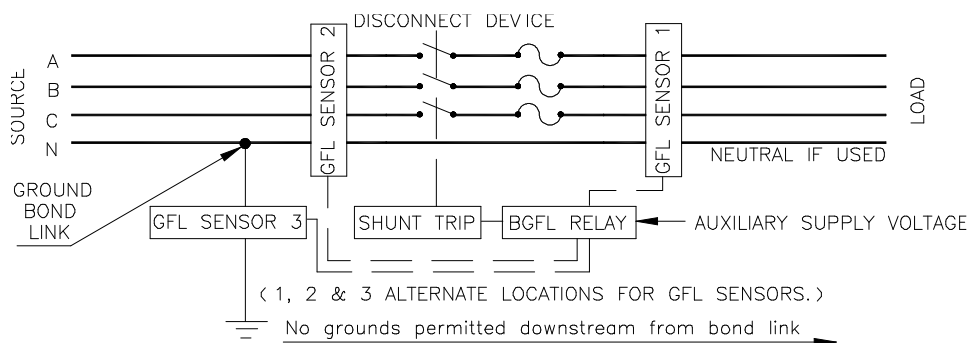 DISCONNECT DEVICE
SOURCE
A
B
C
N
GFL SENSOR 2
GFL SENSOR 1
LOAD
NEUTRAL IF USED
GROUND
BOND
LINK
GFL SENSOR 3
SHUNT TRIP
BGFL RELAY
AUXILIARY SUPPLY VOLTAGE
( 1, 2 & 3 ALTERNATE LOCATIONS FOR GFL SENSORS.)
No grounds permitted downstream from bond link